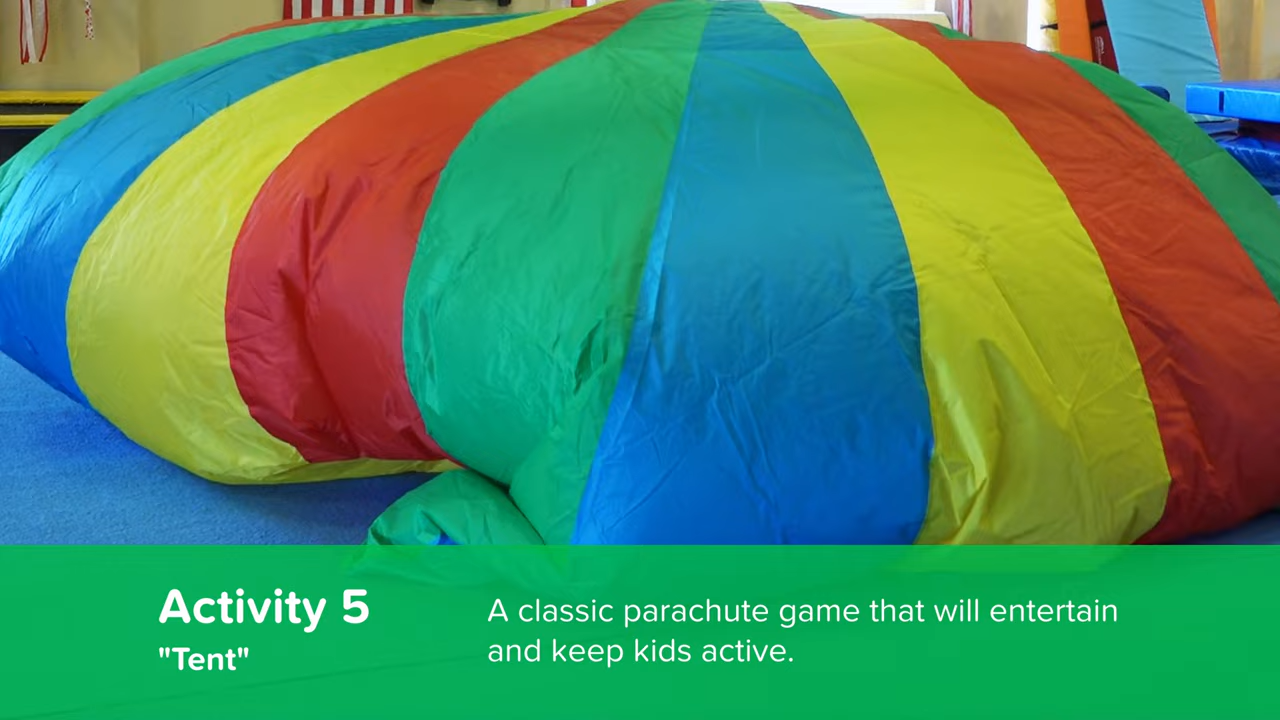 Activity 5
"Tent"
A classic parachute game that will entertain
and keep kids active.